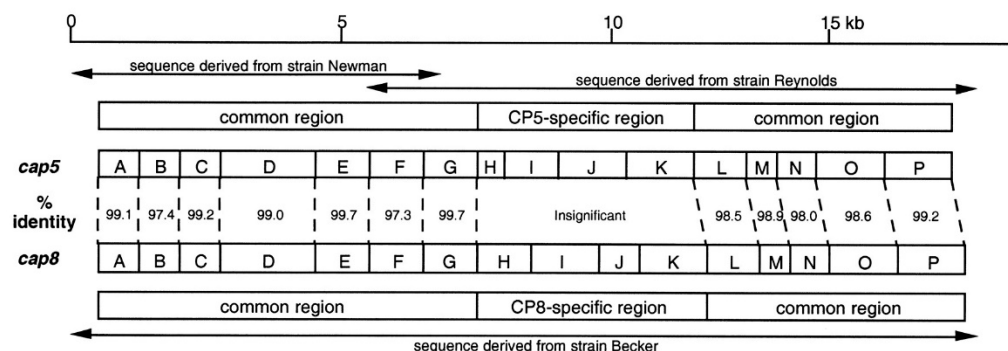 0 5 10 15 kb
sequence derived from strain Newman
sequence derived from strain Reynolds
common region CP5-specific region common region
cap5 A B C D E F G H I J K L M N O P
% identity 99.1 97.4 99.2 99.0 99.7 97.3 99.7 Insignificant 98.5 98.9 98.0 98.6 99.2
cap8 A B C D E F G H I J K L M N O P
common region CP8-specific region common region
sequence derived from strain Becker